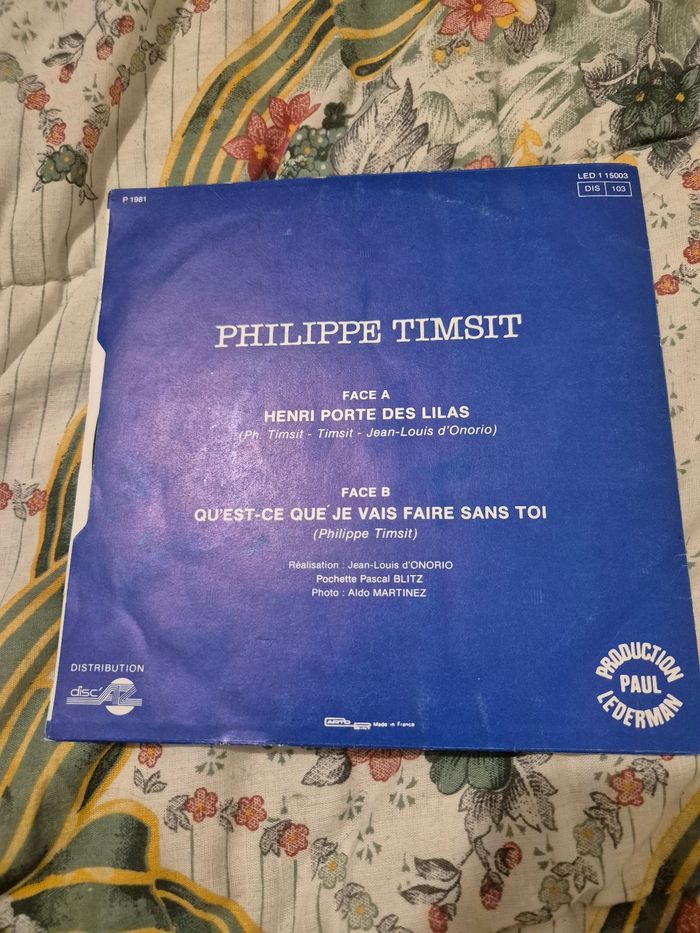 P 1981
LED 1 15003
DIS 103
PHILIPPE TIMSIT
FACE A
HENRI PORTE DES LILAS
(Ph. Timsit - Timsit - Jean-Louis d'Onorio)
FACE B
QU'EST-CE QUE JE VAIS FAIRE SANS TOI
(Philippe Timsit)
Réalisation : Jean-Louis d'ONORIO
Pochette Pascal BLITZ
Photo : Aldo MARTINEZ
DISTRIBUTION
disc'AZ
PRODUCTION
PAUL
LEDERMAN
Made in France